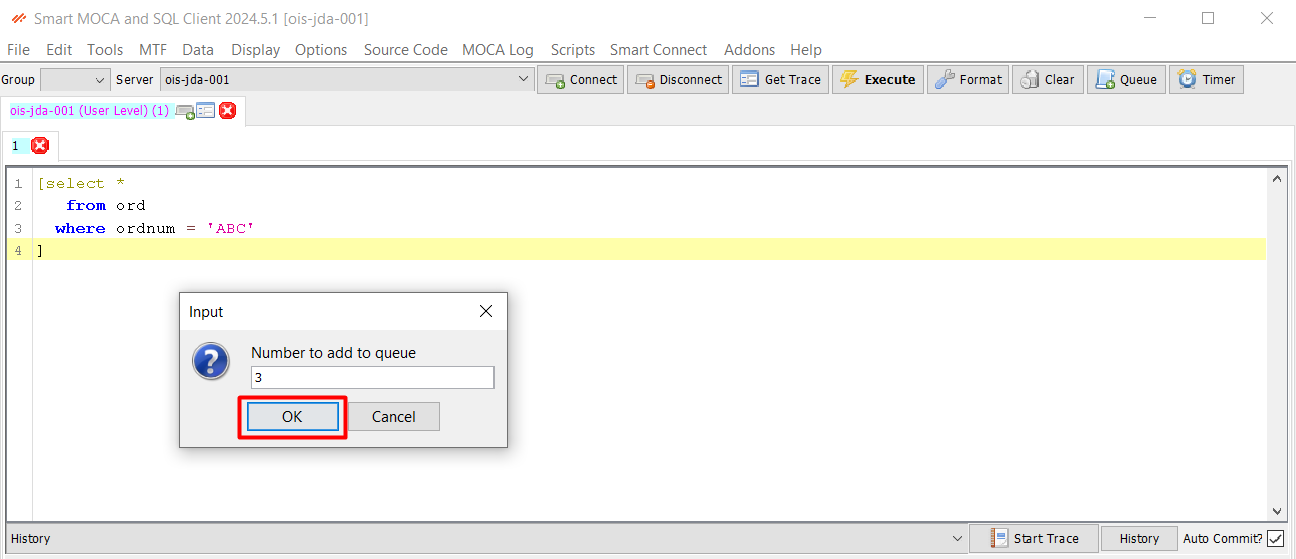 Smart MOCA and SQL Client 2024.5.1 [ois-jda-001]
File Edit Tools MTF Data Display Options Source Code MOCA Log Scripts Smart Connect Addons Help
Group Server ois-jda-001 Connect Disconnect Get Trace Execute Format Clear Queue Timer
ois-jda-001 (User Level) (1)
1
1 [select *
2 from ord
3 where ordnum = 'ABC'
4 ]
Input
Number to add to queue
3
OK Cancel
History Start Trace History Auto Commit?